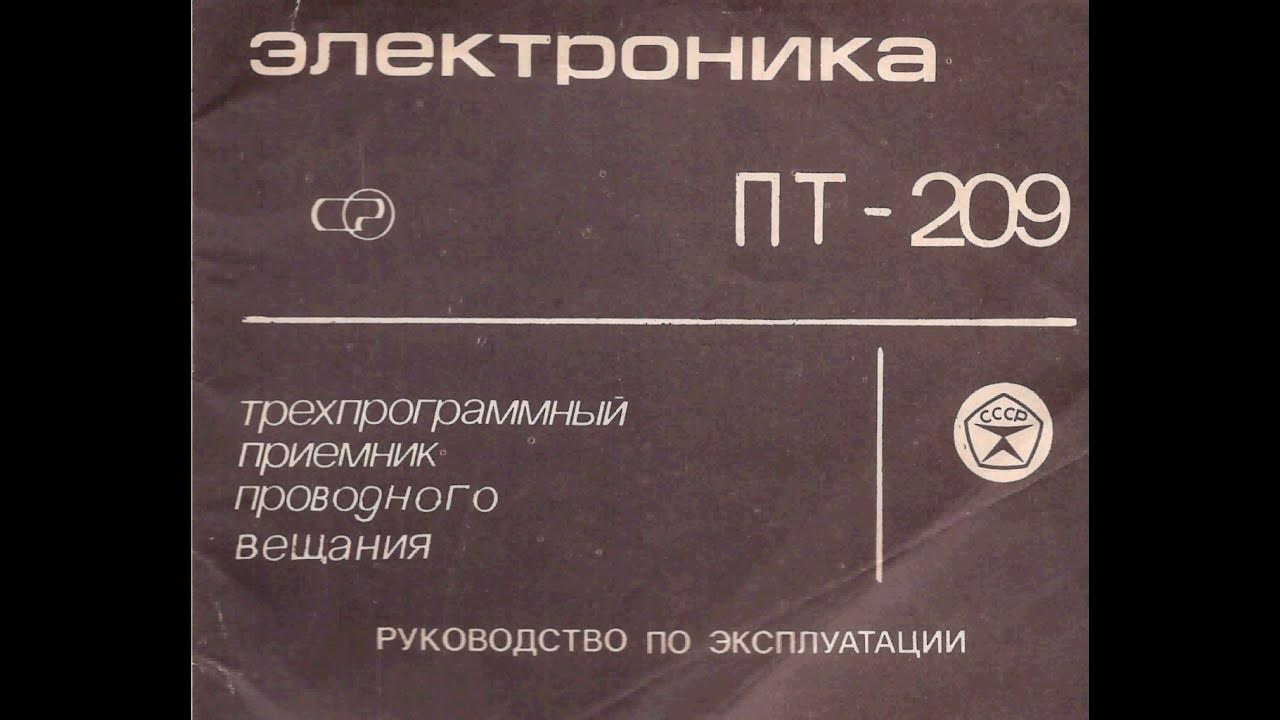 электроника
ПТ-209
трехпрограммный
приемник
проводного
вещания
СССР
РУКОВОДСТВО ПО ЭКСПЛУАТАЦИИ